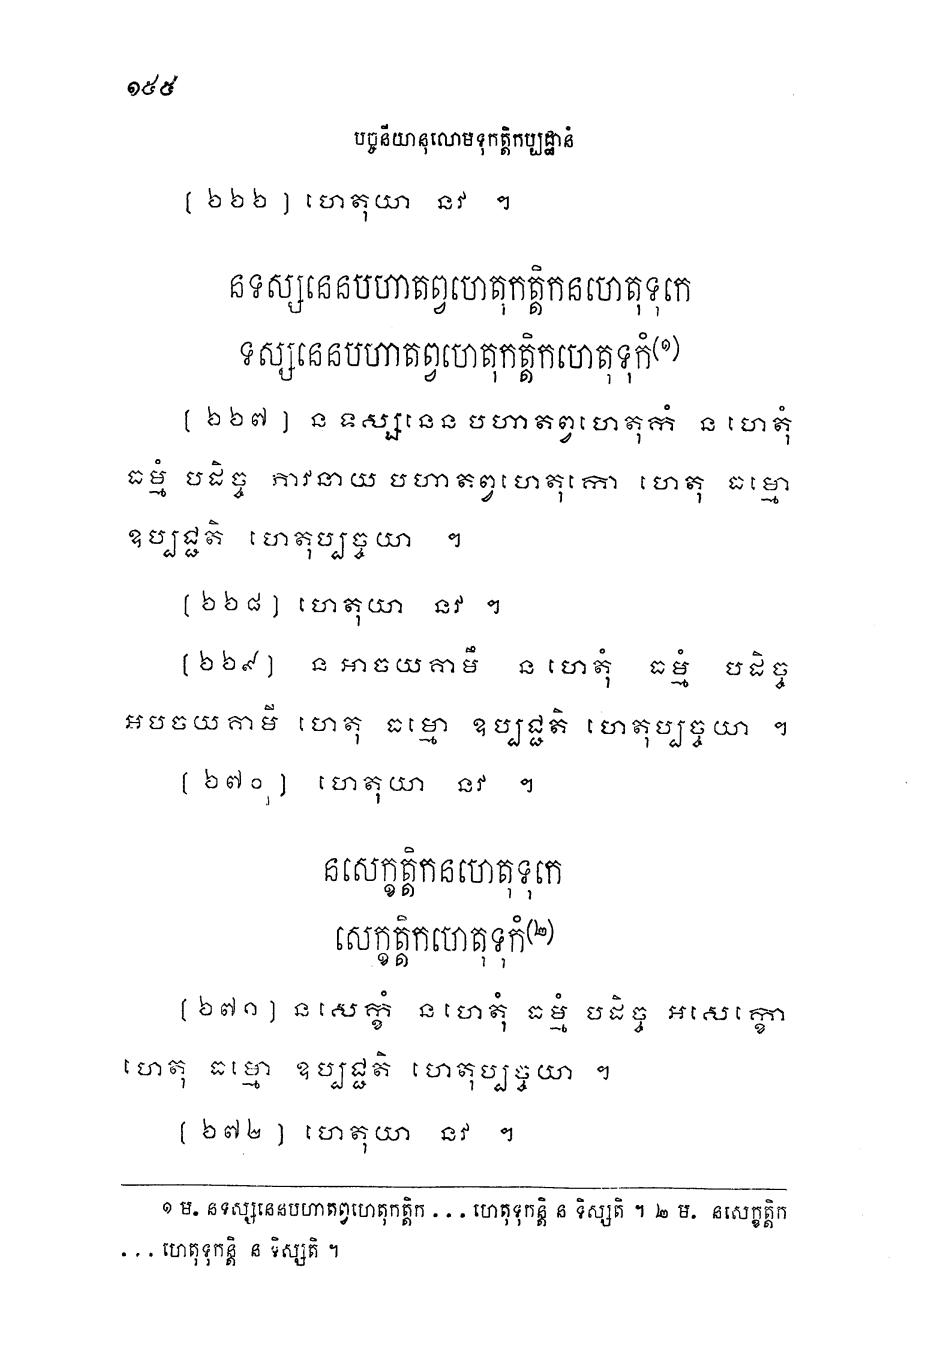 ១៥៥
បច្ចនីយានុលោមទុកត្តិកប្បដ្ឋានំ
[ ៦៦៦ ] ហេតុយា នវ ។
នទស្សនេនបហាតព្វហេតុកត្តិកនហេតុទុកេ
ទស្សនេនបហាតព្វហេតុកត្តិកហេតុទុកំ(១)
[ ៦៦៧ ] ន ទស្សនេន បហាតព្វហេតុកំ ន ហេតុំ
ធម្មំ បដិច្ច ភាវនាយ បហាតព្វហេតុកោ ហេតុ ធម្មោ
ឧប្បជ្ជតិ ហេតុប្បច្ចយា ។
[ ៦៦៨ ] ហេតុយា នវ ។
[ ៦៦៩ ] ន អាចយគាមឹ ន ហេតុំ ធម្មំ បដិច្ច
អបចយគាមី ហេតុ ធម្មោ ឧប្បជ្ជតិ ហេតុប្បច្ចយា ។
[ ៦៧០ ] ហេតុយា នវ ។
នសេក្ខត្តិកនហេតុទុកេ
សេក្ខត្តិកហេតុទុកំ(២)
[ ៦៧១ ] ន សេក្ខំ ន ហេតុំ ធម្មំ បដិច្ច អសេក្ខោ
ហេតុ ធម្មោ ឧប្បជ្ជតិ ហេតុប្បច្ចយា ។
[ ៦៧២ ] ហេតុយា នវ ។
១ ម. នទស្សនេនបហាតព្វហេតុកត្តិក ... ហេតុទុកន្តិ ន ទិស្សតិ ។ ២ ម. នសេក្ខត្តិក
... ហេតុទុកន្តិ ន ទិស្សតិ ។